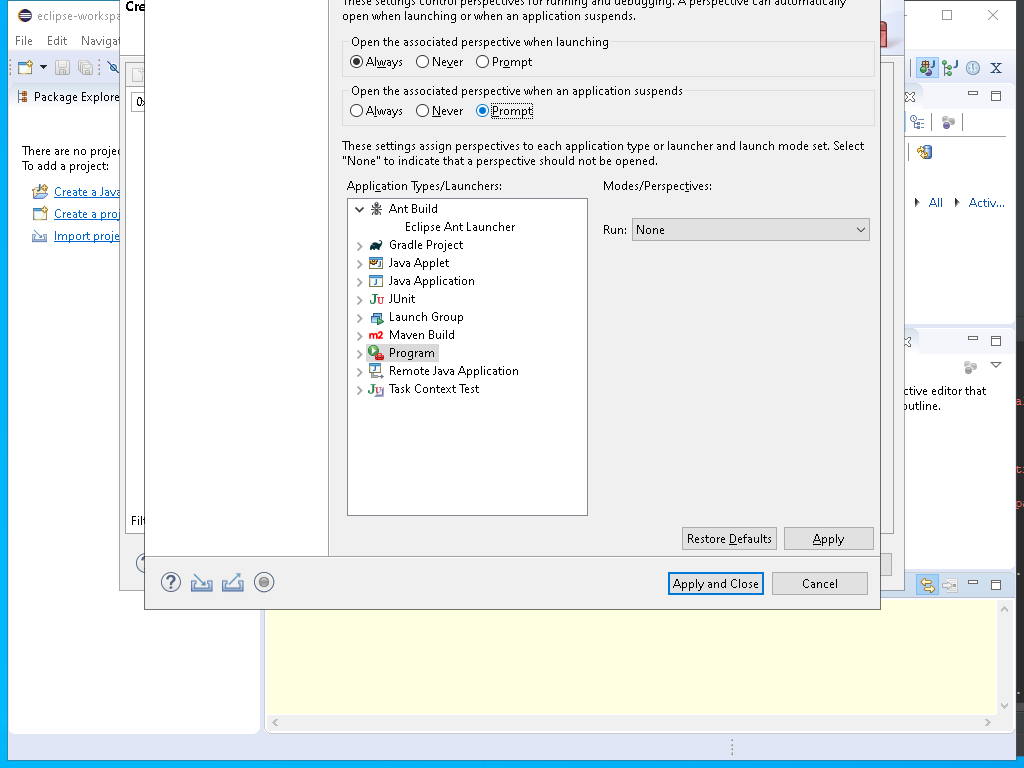 eclipse-workspa
Cre
These settings control perspectives for running and debugging. A perspective can automatically
open when launching or when an application suspends.
File Edit Navigat
Open the associated perspective when launching
Always Never Prompt
Package Explore
Open the associated perspective when an application suspends
Always Never Prompt
There are no projec
To add a project:
Create a Java
Create a proj
Import proje
These settings assign perspectives to each application type or launcher and launch mode set. Select
"None" to indicate that a perspective should not be opened.
Application Types/Launchers:
Modes/Perspectives:
Ant Build
Eclipse Ant Launcher
Gradle Project
Java Applet
Java Application
JUnit
Launch Group
Maven Build
Program
Remote Java Application
Task Context Test
Run: None
All Activ...
ctive editor that
outline.
Filt
Restore Defaults Apply
Apply and Close Cancel